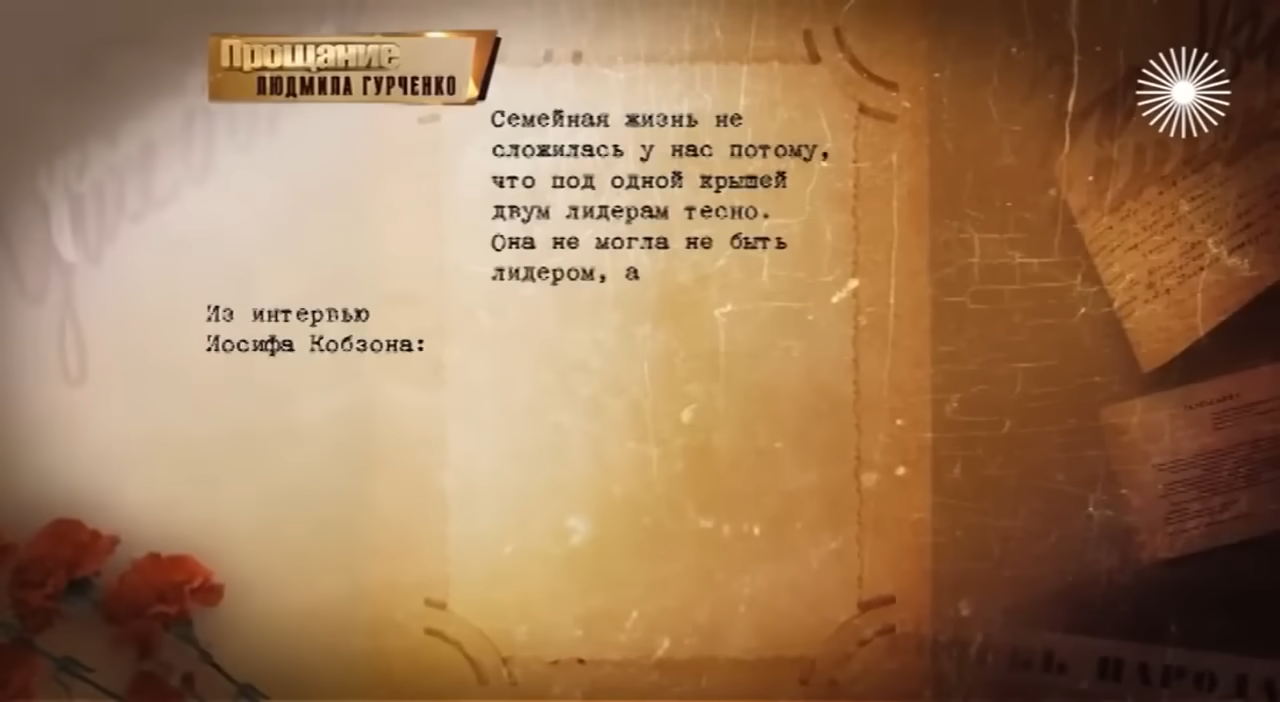 Прощание
ЛЮДМИЛА ГУРЧЕНКО
Семейная жизнь не
сложилась у нас потому,
что под одной крышей
двум лидерам тесно.
Она не могла не быть
лидером, а
Из интервью
Иосифа Кобзона: